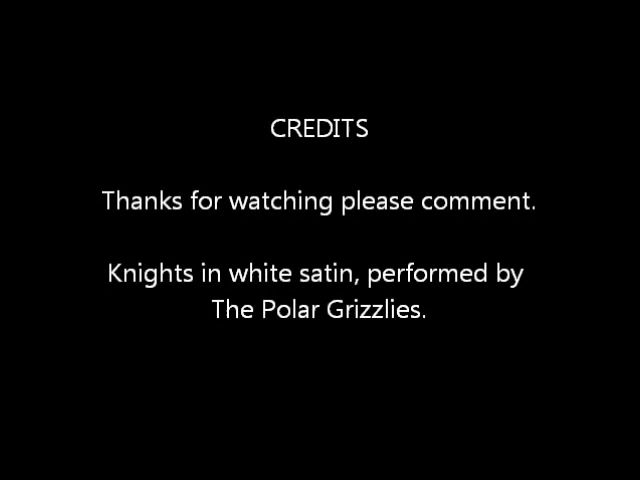 CREDITS
Thanks for watching please comment.
Knights in white satin, performed by
The Polar Grizzlies.